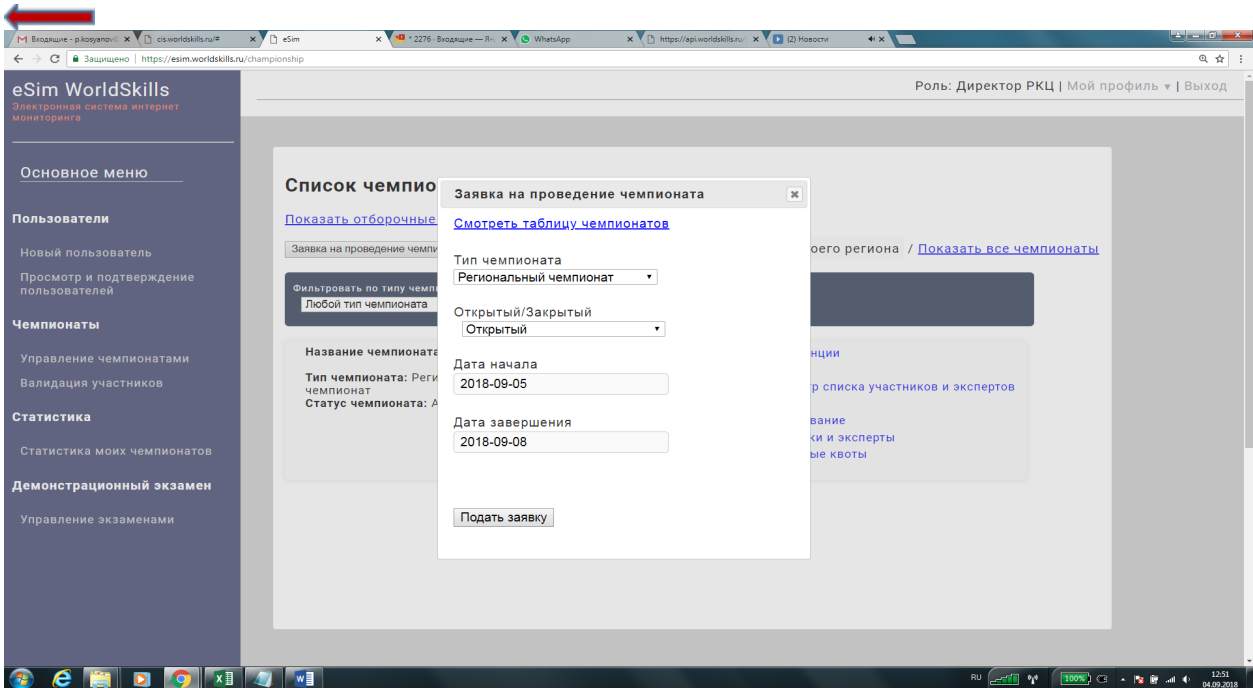 Входящие - p.kosyanov@
cis.worldskills.ru/#
eSim
* 2276 · Входящие — Ян
WhatsApp
https://api.worldskills.ru/
(2) Новости
Защищено | https://esim.worldskills.ru/championship
eSim WorldSkills
Электронная система интернет
мониторинга
Роль: Директор РКЦ | Мой профиль ▾ | Выход
Основное меню
Пользователи
Новый пользователь
Просмотр и подтверждение
пользователей
Чемпионаты
Управление чемпионатами
Валидация участников
Статистика
Статистика моих чемпионатов
Демонстрационный экзамен
Управление экзаменами
Список чемпио
Показать отборочные
Заявка на проведение чемпи
оего региона / Показать все чемпионаты
Фильтровать по типу чемпи
Любой тип чемпионата
Название чемпионата
Тип чемпионата: Реги
чемпионат
Статус чемпионата: А
нции
р списка участников и экспертов
вание
ки и эксперты
ые квоты
Заявка на проведение чемпионата
Смотреть таблицу чемпионатов
Тип чемпионата
Региональный чемпионат
Открытый/Закрытый
Открытый
Дата начала
2018-09-05
Дата завершения
2018-09-08
Подать заявку
RU
100%
12:51
04.09.2018